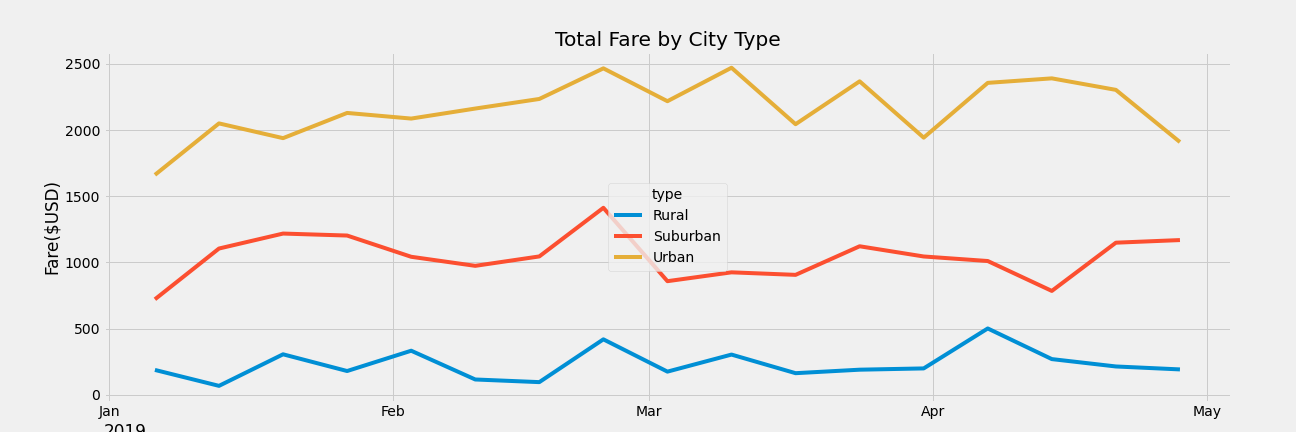 Total Fare by City Type
Fare($USD)
2500
2000
1500
1000
500
0
type
Rural
Suburban
Urban
Jan Feb Mar Apr May
2019